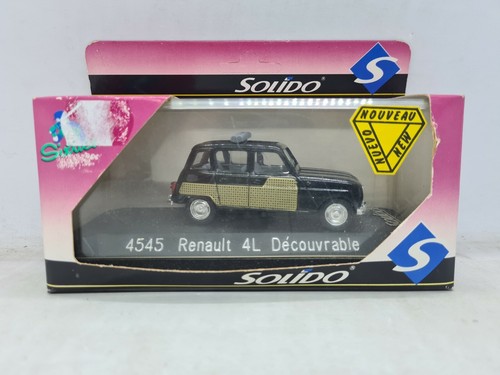 SOLIDO
S
NOUVEAU
NUEVO
NEW
4545 Renault 4L Découvrable
SOLIDO
S